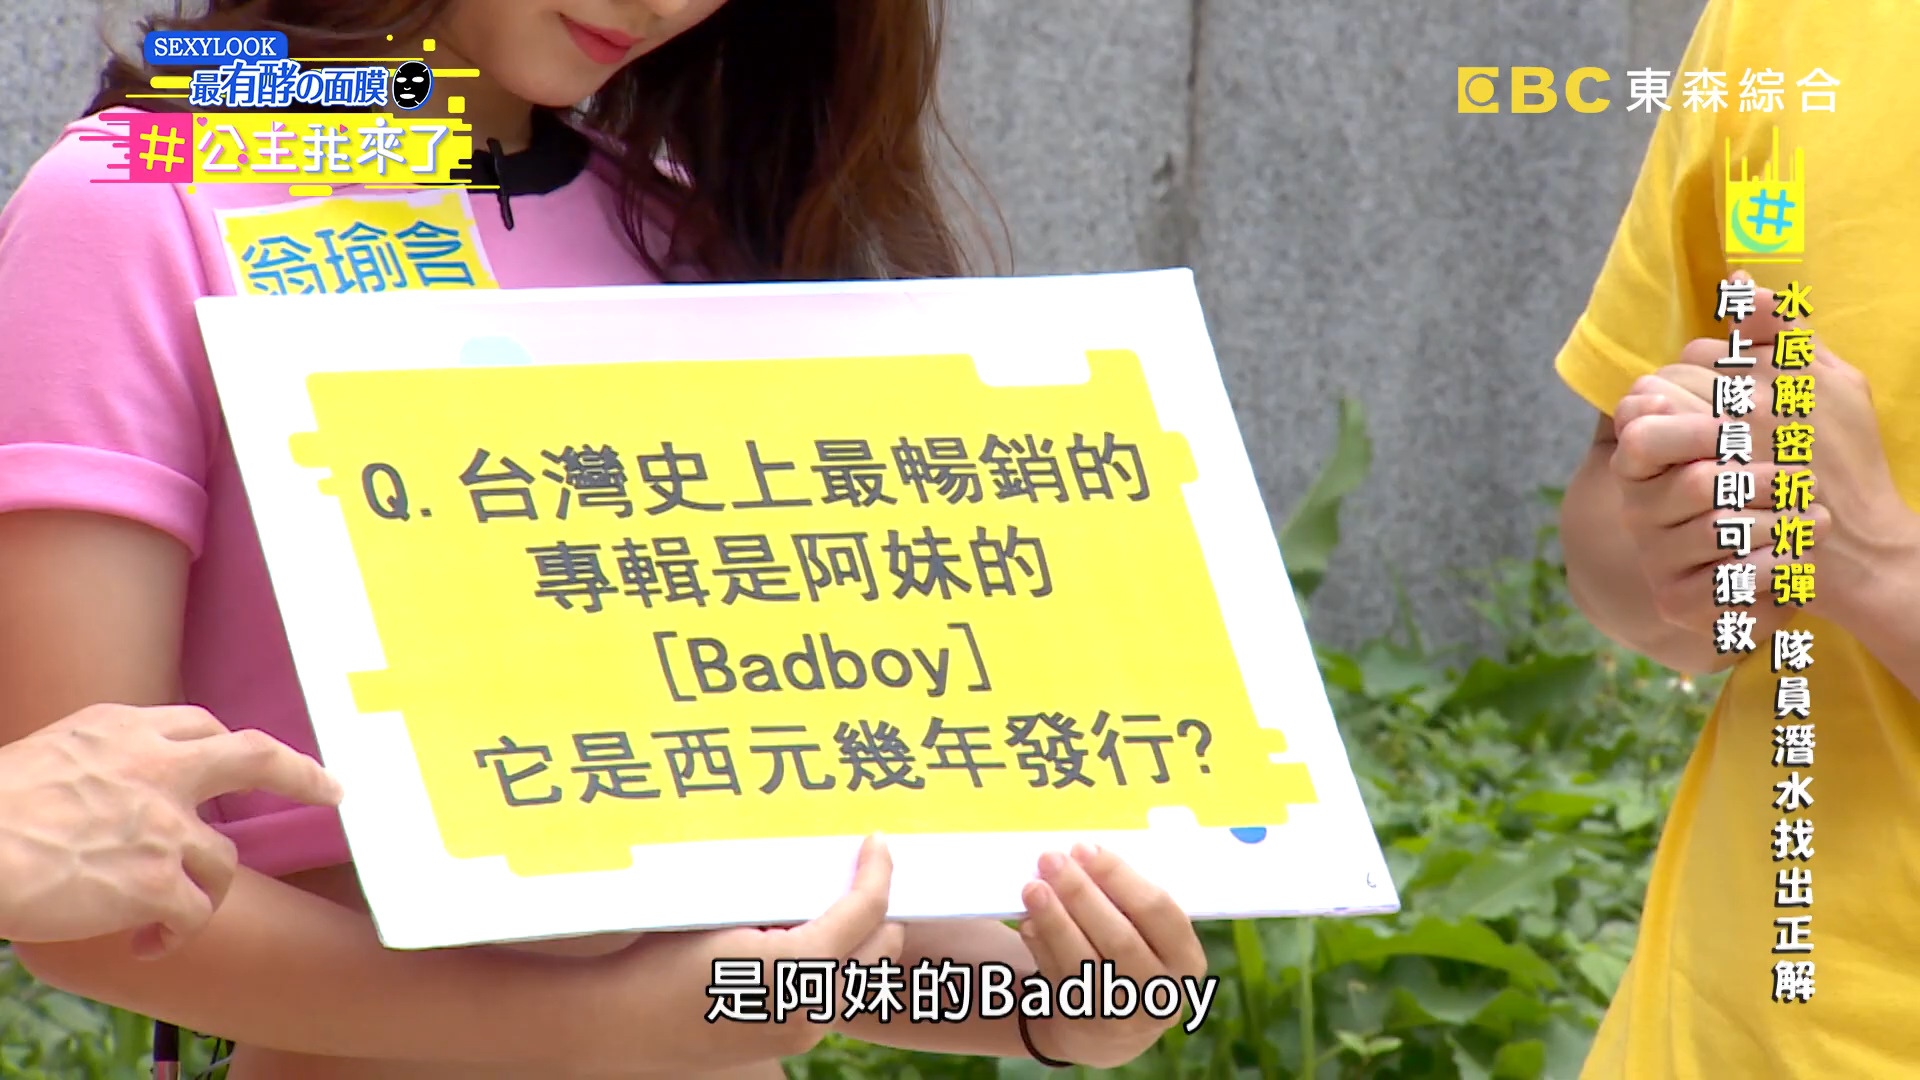 SEXYLOOK
最有酵の面膜
#公主我來了
EBC 東森綜合
翁瑜含
#
水底解密拆炸彈 隊員潛水找出正解
岸上隊員即可獲救
Q. 台灣史上最暢銷的
專輯是阿妹的
[Badboy]
它是西元幾年發行?
是阿妹的Badboy